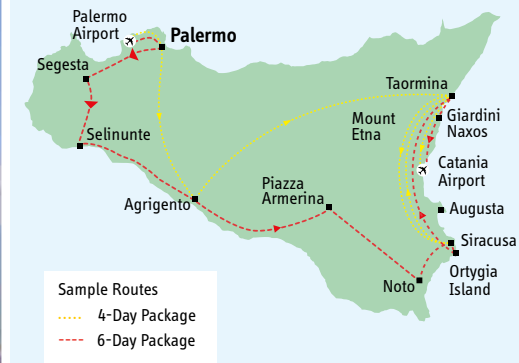 Palermo
Airport
Palermo
Segesta
Taormina
Mount
Etna
Giardini
Naxos
Selinunte
Catania
Airport
Piazza
Armerina
Agrigento
Augusta
Siracusa
Ortygia
Island
Noto
Sample Routes
4-Day Package
6-Day Package